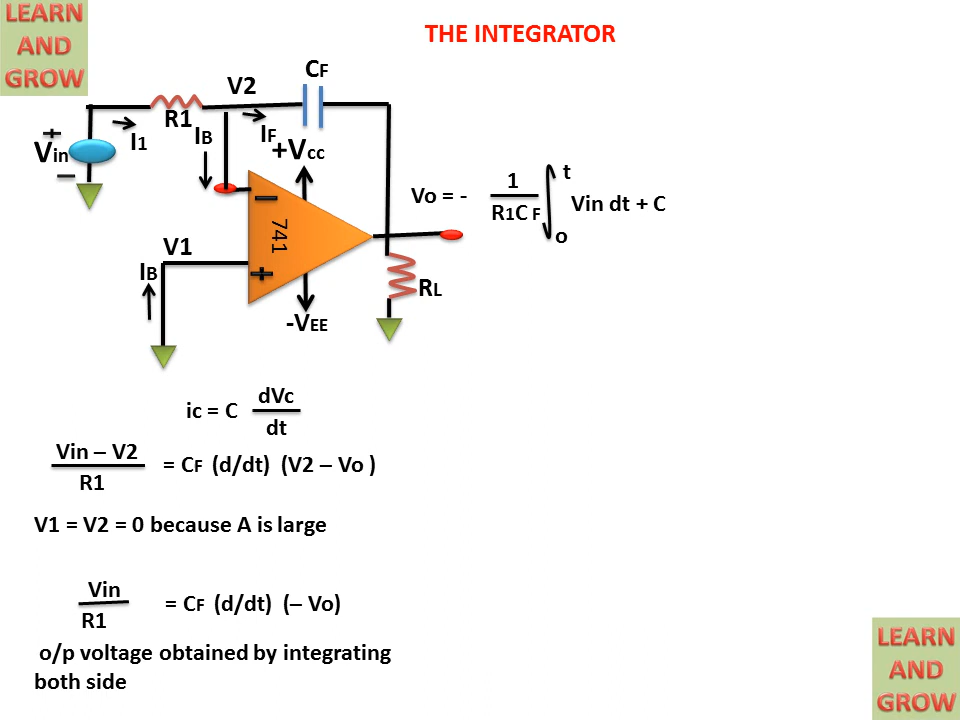 LEARN
AND
GROW
THE INTEGRATOR
CF
V2
R1
I1
IB
IF
+Vcc
+
Vin
–
Vo = - 1 / R1C F ∫ o t Vin dt + C
–
741
V1
+
IB
RL
-VEE
ic = C dVc / dt
Vin – V2 / R1 = CF (d/dt) (V2 – Vo )
V1 = V2 = 0 because A is large
Vin / R1 = CF (d/dt) (– Vo)
o/p voltage obtained by integrating
both side
LEARN
AND
GROW